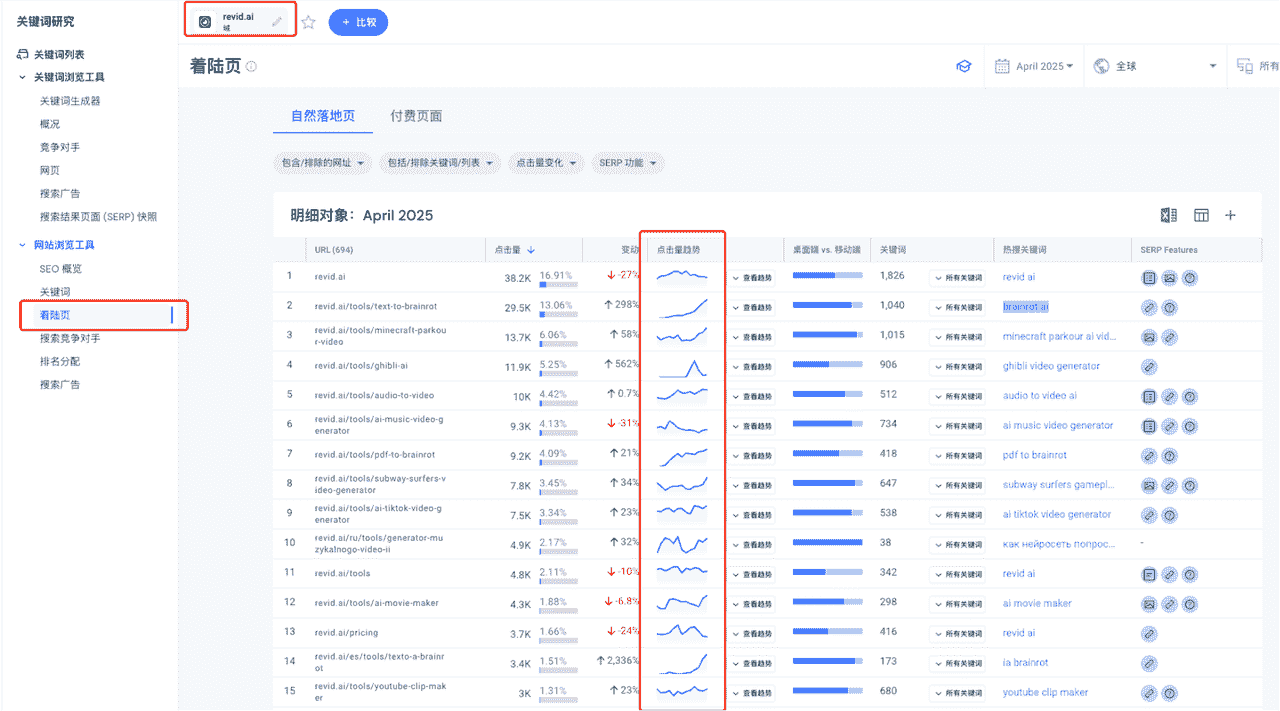 关键词研究
关键词列表
关键词浏览工具
关键词生成器
概况
竞争对手
网页
搜索广告
搜索结果页面 (SERP) 快照
网站浏览工具
SEO 概览
关键词
着陆页
搜索竞争对手
排名分配
搜索广告
revid.ai
域
+ 比较
着陆页
April 2025
全球
所有
自然落地页 付费页面
包含/排除的网址 包括/排除关键词/列表 点击量变化 SERP 功能
明细对象: April 2025
URL (694) 点击量 变动 点击量趋势 桌面端 vs. 移动端 关键词 热搜关键词 SERP Features
1 revid.ai 38.2K 16.91% -27% 查看趋势 1,826 所有关键词 revid ai
2 revid.ai/tools/text-to-brainrot 29.5K 13.06% 298% 查看趋势 1,040 所有关键词 brainrot ai
3 revid.ai/tools/minecraft-parkou
r-video 13.7K 6.06% 58% 查看趋势 1,015 所有关键词 minecraft parkour ai vid...
4 revid.ai/tools/ghibli-ai 11.9K 5.25% 562% 查看趋势 906 所有关键词 ghibli video generator
5 revid.ai/tools/audio-to-video 10K 4.42% 0.7% 查看趋势 512 所有关键词 audio to video ai
6 revid.ai/tools/ai-music-video-g
enerator 9.3K 4.13% -31% 查看趋势 734 所有关键词 ai music video generator
7 revid.ai/tools/pdf-to-brainrot 9.2K 4.09% 21% 查看趋势 418 所有关键词 pdf to brainrot
8 revid.ai/tools/subway-surfers-v
ideo-generator 7.8K 3.45% 34% 查看趋势 647 所有关键词 subway surfers gamepl...
9 revid.ai/tools/ai-tiktok-video-g
enerator 7.5K 3.34% 23% 查看趋势 538 所有关键词 ai tiktok video generator
10 revid.ai/ru/tools/generator-mu
zykalnogo-video-ii 4.9K 2.17% 32% 查看趋势 38 所有关键词 как нейросеть попрос... -
11 revid.ai/tools 4.8K 2.11% -10% 查看趋势 342 所有关键词 revid ai
12 revid.ai/tools/ai-movie-maker 4.3K 1.88% -6.8% 查看趋势 298 所有关键词 ai movie maker
13 revid.ai/pricing 3.7K 1.66% -24% 查看趋势 416 所有关键词 revid ai
14 revid.ai/es/tools/texto-a-brainr
ot 3.4K 1.51% 2,336% 查看趋势 173 所有关键词 ia brainrot
15 revid.ai/tools/youtube-clip-mak
er 3K 1.31% 23% 查看趋势 680 所有关键词 youtube clip maker